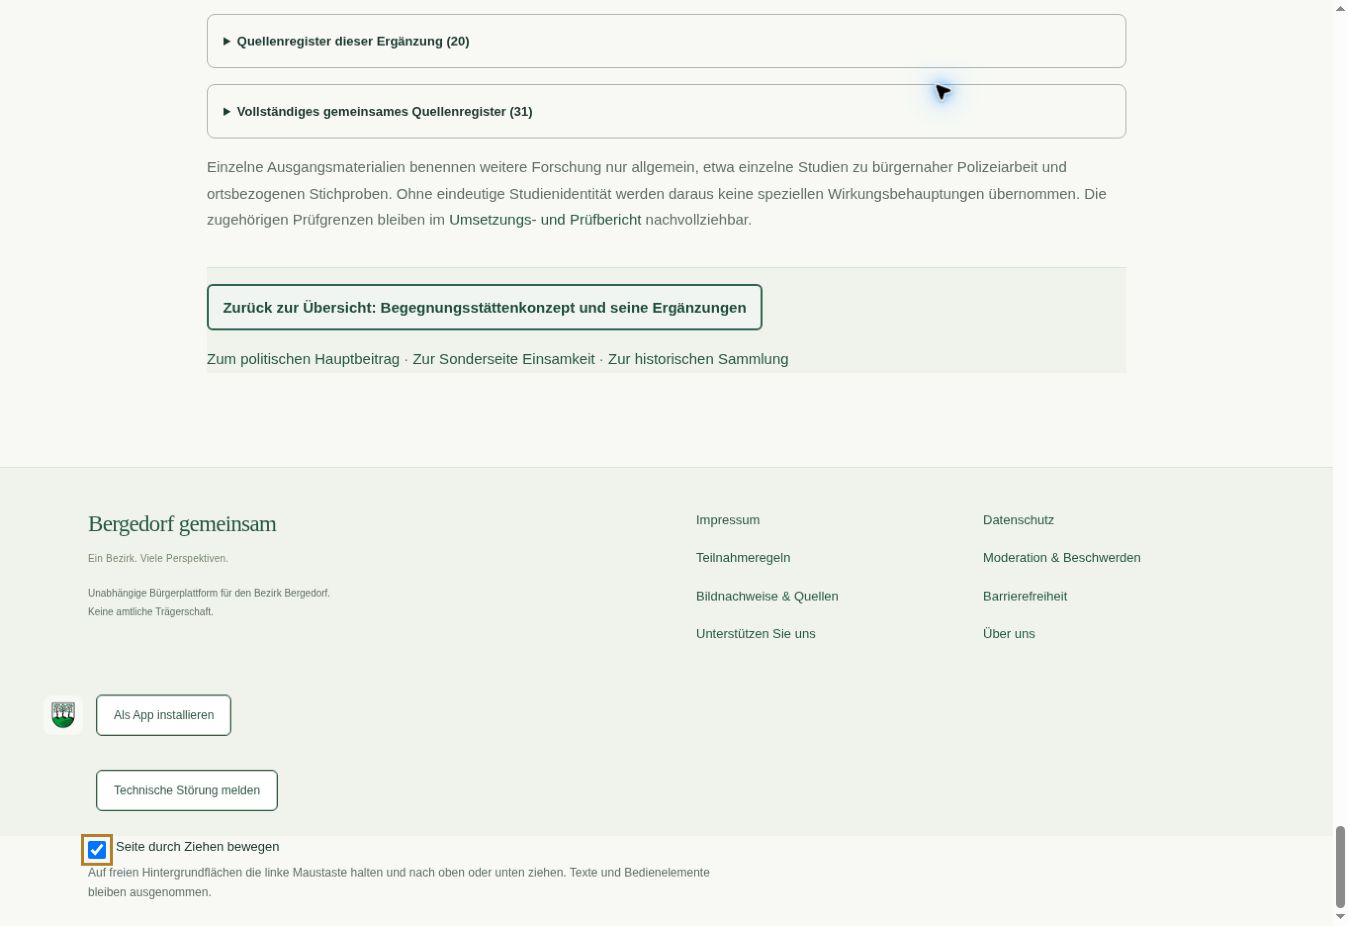 Quellenregister dieser Ergänzung (20)
Vollständiges gemeinsames Quellenregister (31)
Einzelne Ausgangsmaterialien benennen weitere Forschung nur allgemein, etwa einzelne Studien zu bürgernaher Polizeiarbeit und
ortsbezogenen Stichproben. Ohne eindeutige Studienidentität werden daraus keine speziellen Wirkungsbehauptungen übernommen. Die
zugehörigen Prüfgrenzen bleiben im Umsetzungs- und Prüfbericht nachvollziehbar.
Zurück zur Übersicht: Begegnungsstättenkonzept und seine Ergänzungen
Zum politischen Hauptbeitrag · Zur Sonderseite Einsamkeit · Zur historischen Sammlung
Bergedorf gemeinsam
Ein Bezirk. Viele Perspektiven.
Unabhängige Bürgerplattform für den Bezirk Bergedorf.
Keine amtliche Trägerschaft.
Impressum
Datenschutz
Teilnahmeregeln
Moderation & Beschwerden
Bildnachweise & Quellen
Barrierefreiheit
Unterstützen Sie uns
Über uns
Als App installieren
Technische Störung melden
Seite durch Ziehen bewegen
Auf freien Hintergrundflächen die linke Maustaste halten und nach oben oder unten ziehen. Texte und Bedienelemente
bleiben ausgenommen.